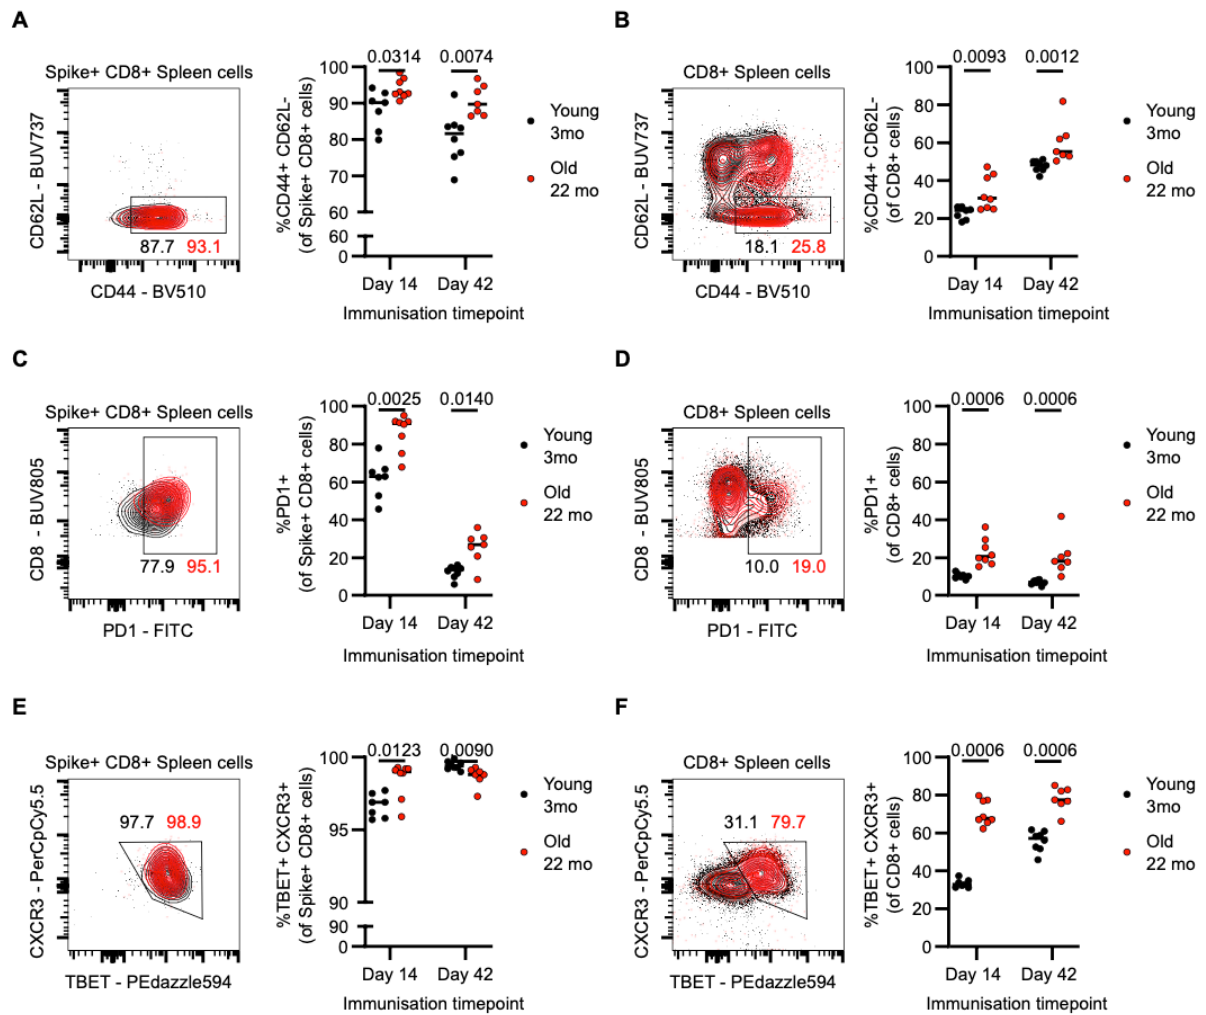 A
Spike+ CD8+ Spleen cells
CD62L - BUV737
87.7 93.1
CD44 - BV510
%CD44+ CD62L-
(of Spike+ CD8+ cells)
0.0314 0.0074
100
90
80
70
60
60
0
Day 14 Day 42
Immunisation timepoint
Young
3mo
Old
22 mo
B
CD8+ Spleen cells
CD62L - BUV737
18.1 25.8
CD44 - BV510
%CD44+ CD62L-
(of CD8+ cells)
0.0093 0.0012
100
80
60
40
20
0
Day 14 Day 42
Immunisation timepoint
Young
3mo
Old
22 mo
C
Spike+ CD8+ Spleen cells
CD8 - BUV805
77.9 95.1
PD1 - FITC
%PD1+
(of Spike+ CD8+ cells)
0.0025 0.0140
100
80
60
40
20
0
Day 14 Day 42
Immunisation timepoint
Young
3mo
Old
22 mo
D
CD8+ Spleen cells
CD8 - BUV805
10.0 19.0
PD1 - FITC
%PD1+
(of CD8+ cells)
0.0006 0.0006
100
80
60
40
20
0
Day 14 Day 42
Immunisation timepoint
Young
3mo
Old
22 mo
E
Spike+ CD8+ Spleen cells
CXCR3 - PerCpCy5.5
97.7 98.9
TBET - PEdazzle594
%TBET+ CXCR3+
(of Spike+ CD8+ cells)
0.0123 0.0090
100
95
90
90
0
Day 14 Day 42
Immunisation timepoint
Young
3mo
Old
22 mo
F
CD8+ Spleen cells
CXCR3 - PerCpCy5.5
31.1 79.7
TBET - PEdazzle594
%TBET+ CXCR3+
(of CD8+ cells)
0.0006 0.0006
100
80
60
40
20
0
Day 14 Day 42
Immunisation timepoint
Young
3mo
Old
22 mo